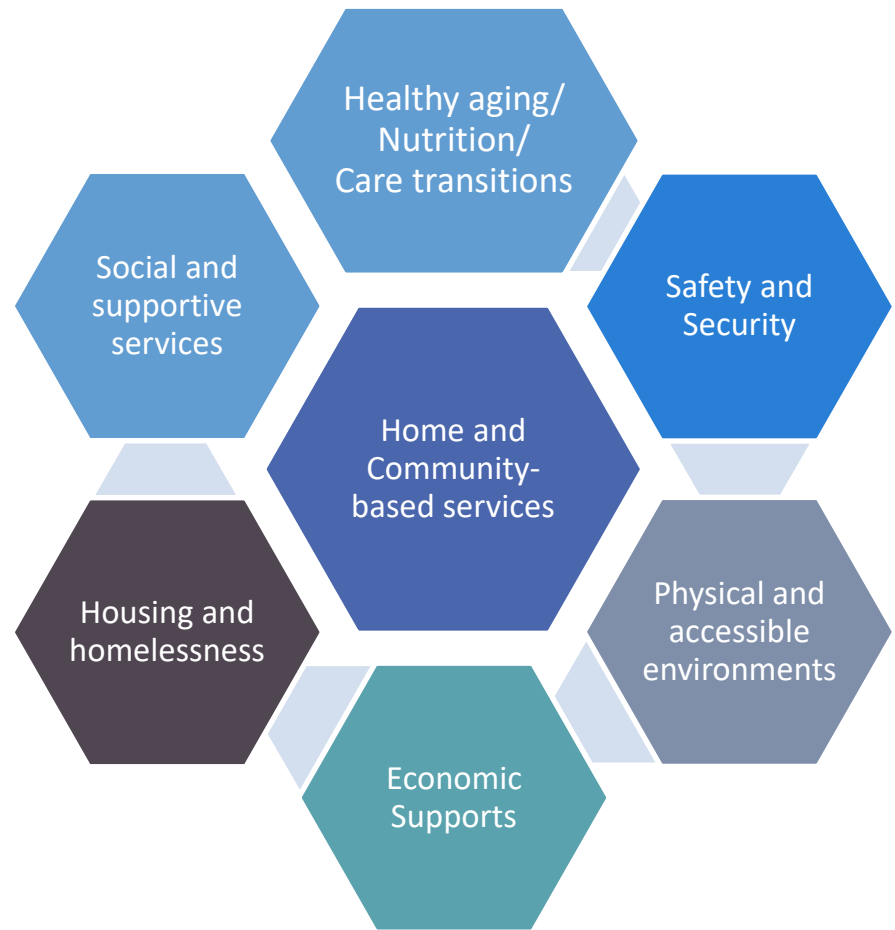 Healthy aging/
Nutrition/
Care transitions
Social and
supportive
services
Safety and
Security
Home and
Community-
based services
Housing and
homelessness
Physical and
accessible
environments
Economic
Supports